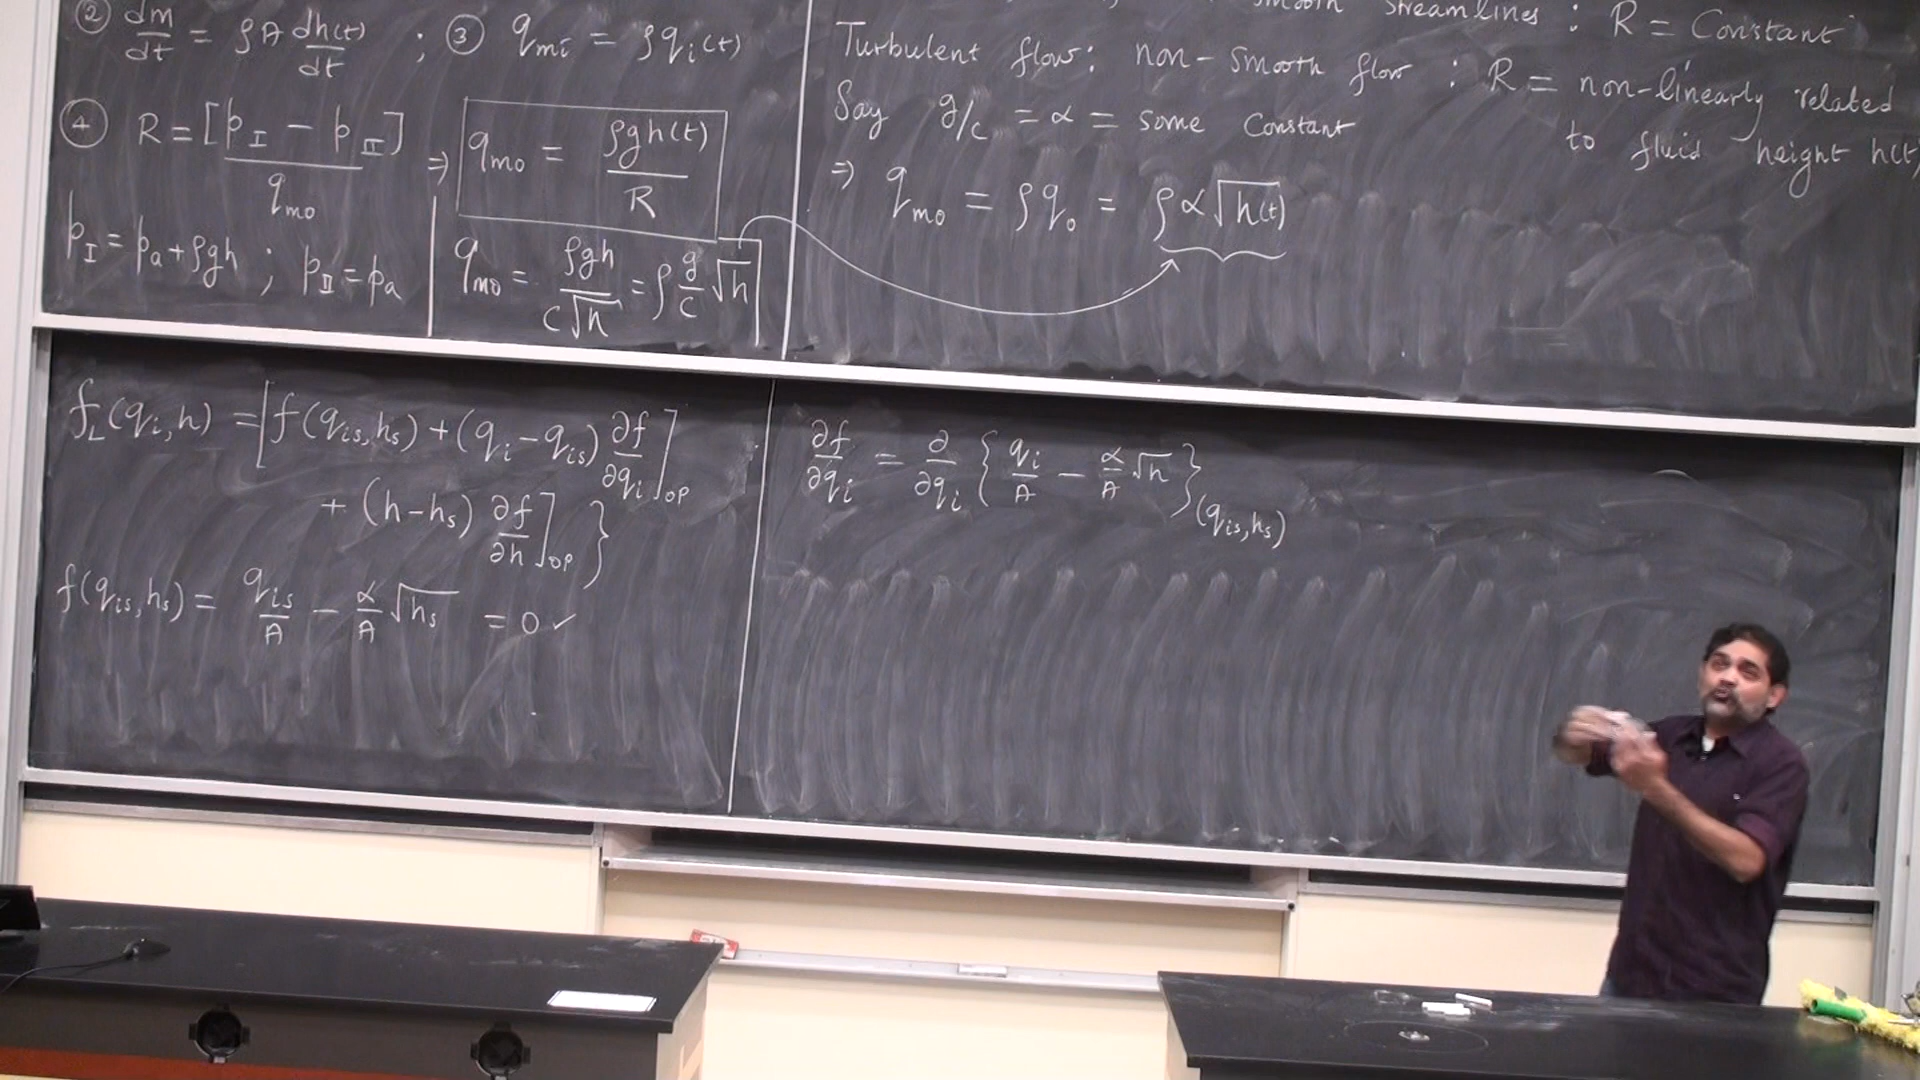 ② dm/dt = ρA dh(t)/dt ; ③ q_mi = ρq_i(t)
④ R = [p_I − p_II]/q_mo ⇒ q_mo = ρgh(t)/R
p_I = p_a + ρgh ; p_II = p_a
q_mo = ρgh/(c√h) = ρ g/c √h
smooth streamlines : R = Constant
Turbulent flow: non-smooth flow : R = non-linearly related
to fluid height h(t)
Say g/c = α = some Constant
⇒ q_mo = ρq_o = ρα√h(t)
f_L(q_i, h) = [f(q_is, h_s) + (q_i − q_is) ∂f/∂q_i]_OP
+ (h − h_s) ∂f/∂h]_OP }
f(q_is, h_s) = q_is/A − α/A √h_s = 0 ✓
∂f/∂q_i = ∂/∂q_i { q_i/A − α/A √h }_(q_is, h_s)